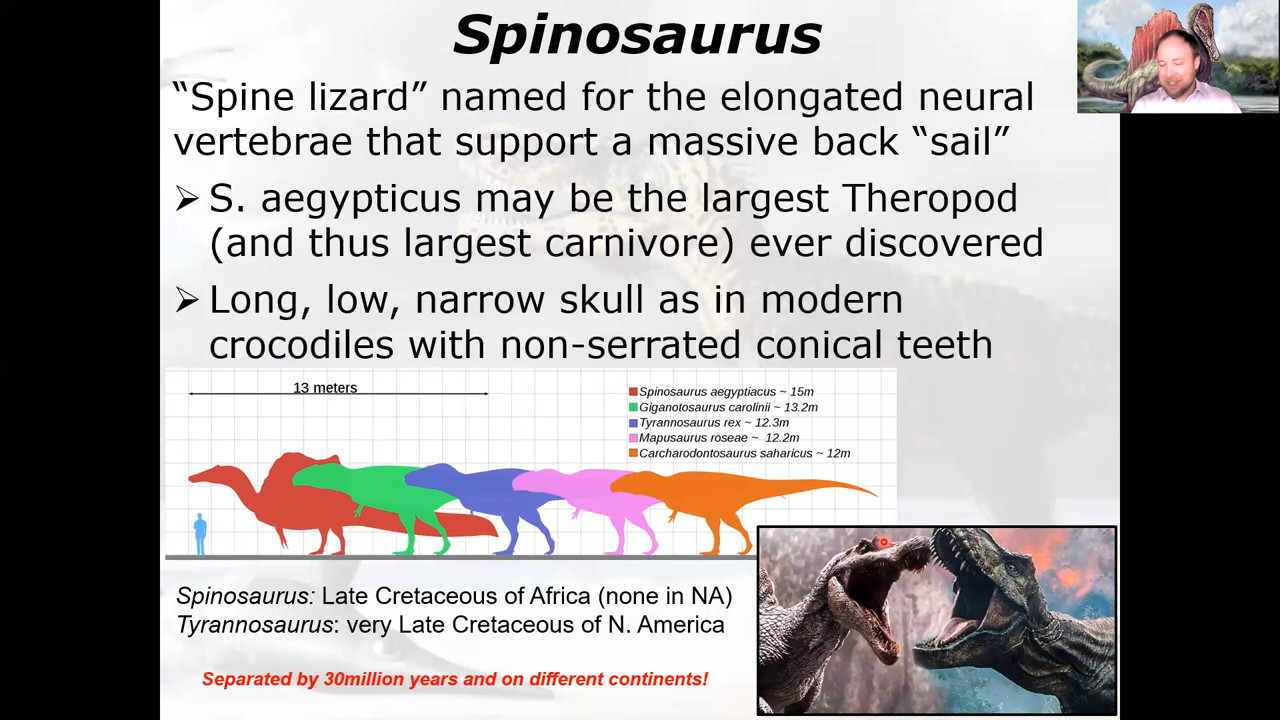 Spinosaurus
“Spine lizard” named for the elongated neural
vertebrae that support a massive back “sail”
➢ S. aegypticus may be the largest Theropod
(and thus largest carnivore) ever discovered
➢ Long, low, narrow skull as in modern
crocodiles with non-serrated conical teeth
13 meters
Spinosaurus aegyptiacus ~ 15m
Giganotosaurus carolinii ~ 13.2m
Tyrannosaurus rex ~ 12.3m
Mapusaurus roseae ~ 12.2m
Carcharodontosaurus saharicus ~ 12m
Spinosaurus: Late Cretaceous of Africa (none in NA)
Tyrannosaurus: very Late Cretaceous of N. America
Separated by 30million years and on different continents!